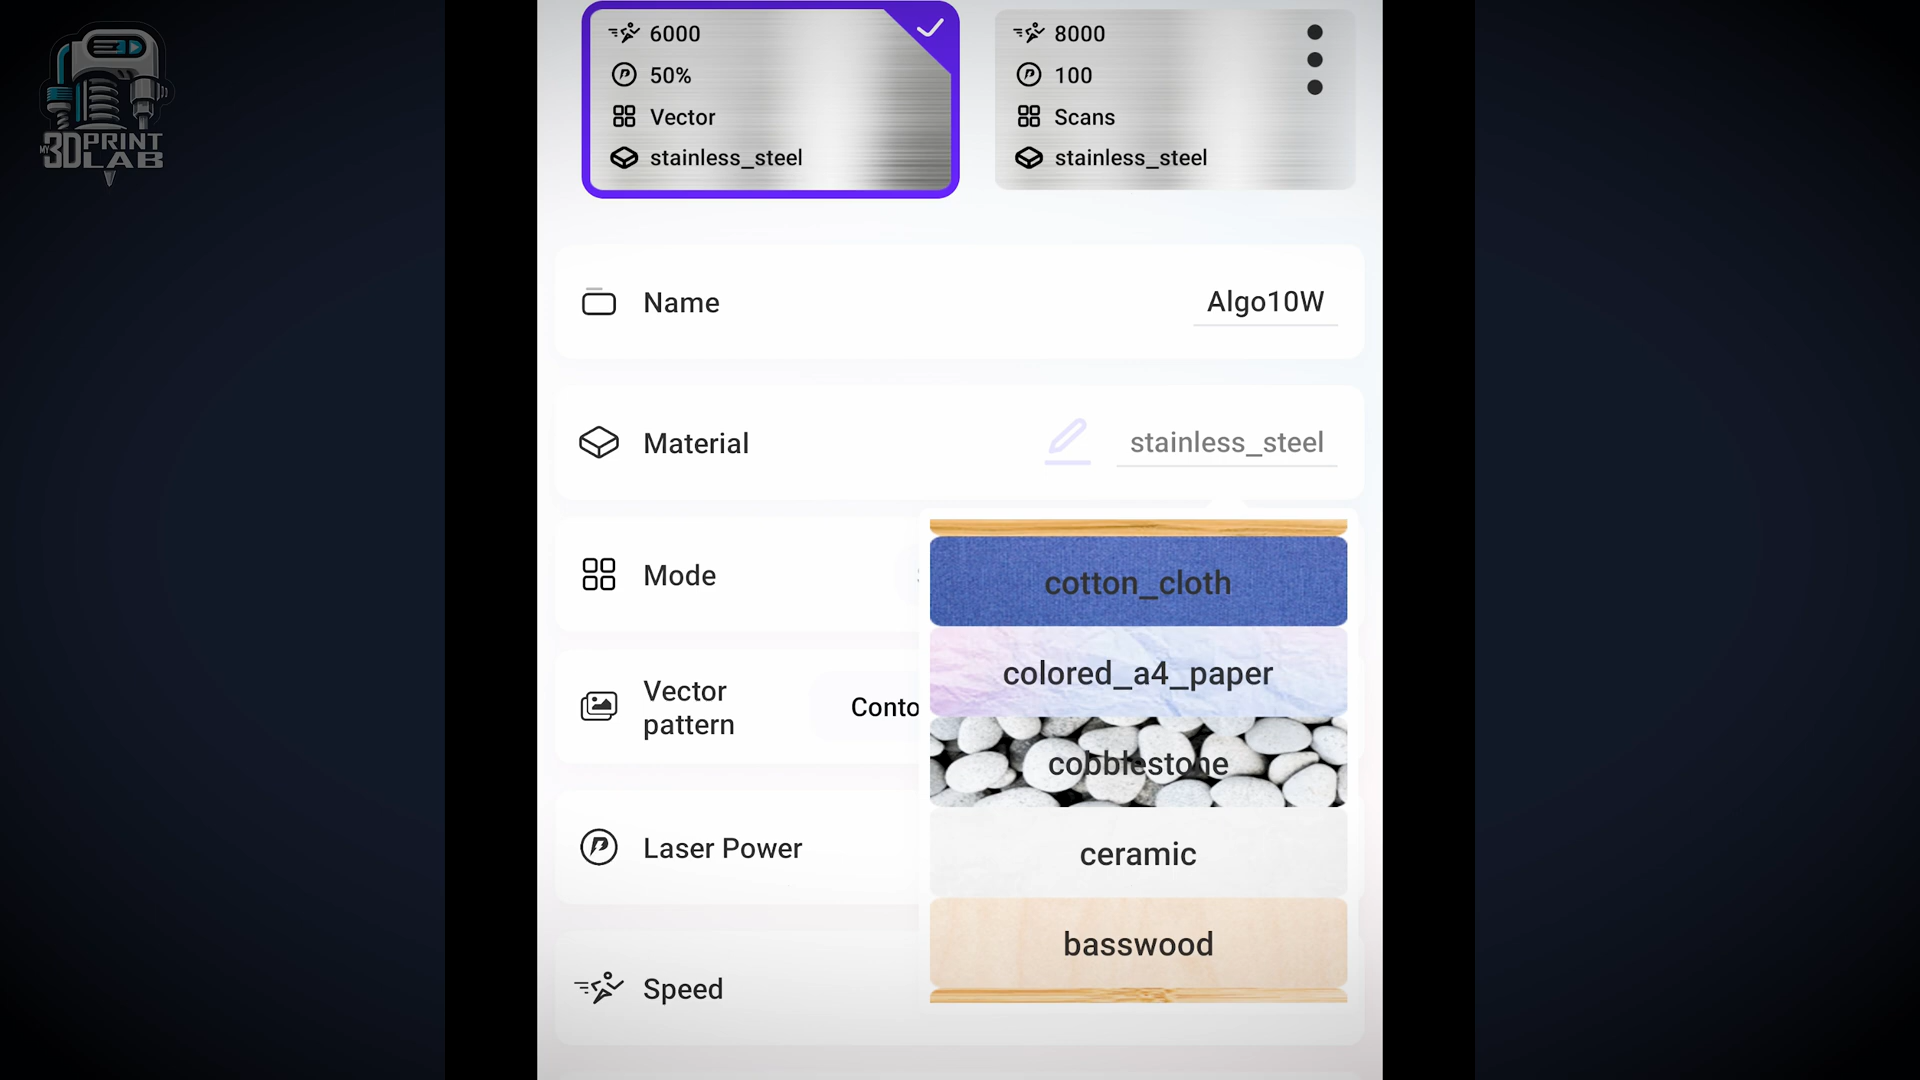 MY 3D PRINT LAB
6000
50%
Vector
stainless_steel
8000
100
Scans
stainless_steel
Name
Algo10W
Material
stainless_steel
Mode
cotton_cloth
colored_a4_paper
Vector
pattern
Conto
cobblestone
Laser Power
ceramic
basswood
Speed